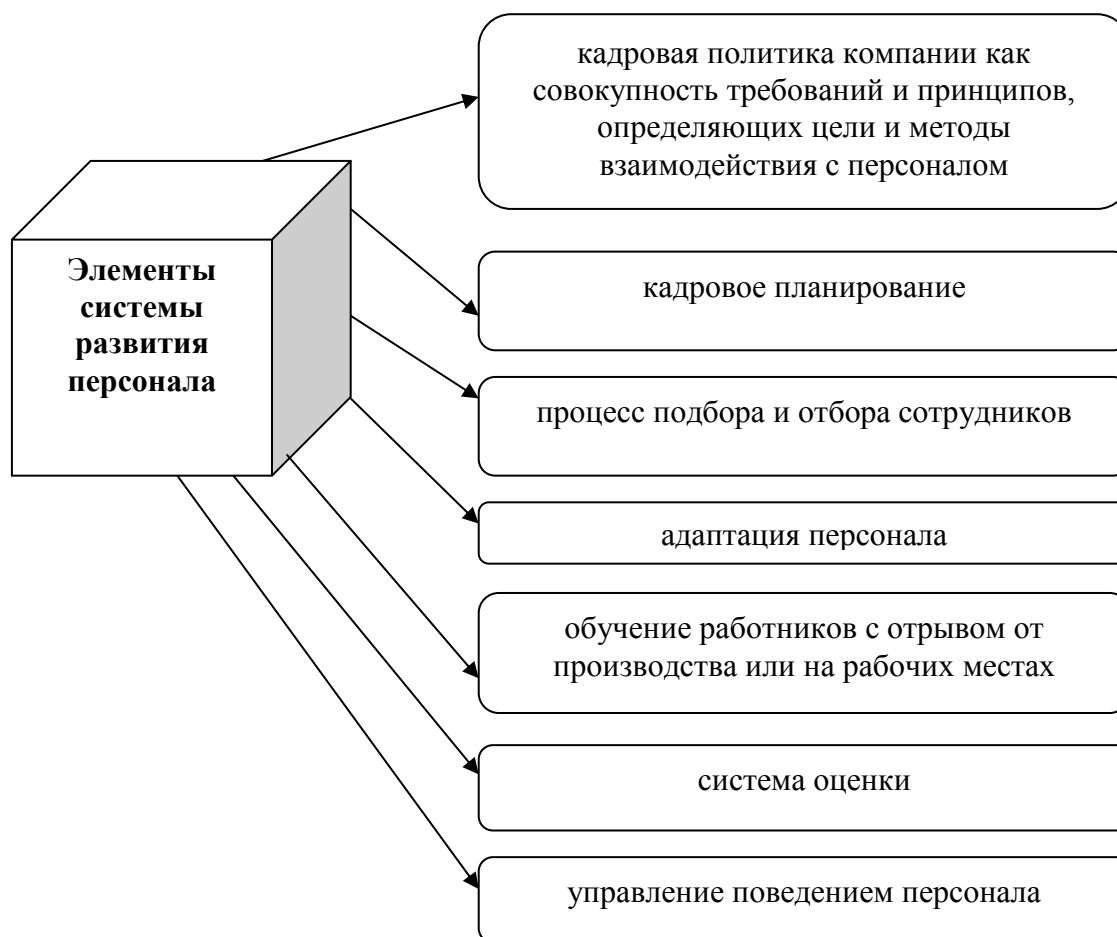 кадровая политика компании как
совокупность требований и принципов,
определяющих цели и методы
взаимодействия с персоналом
Элементы
системы
развития
персонала
кадровое планирование
процесс подбора и отбора сотрудников
адаптация персонала
обучение работников с отрывом от
производства или на рабочих местах
система оценки
управление поведением персонала